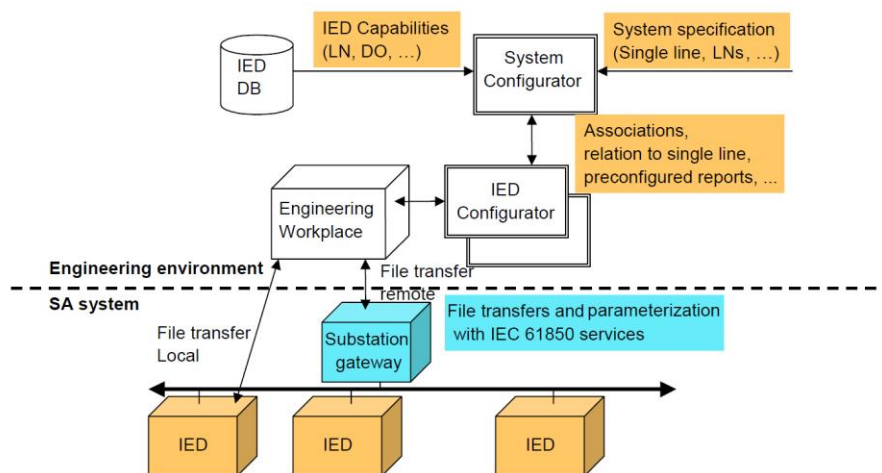 IED Capabilities
(LN, DO, …)
System specification
(Single line, LNs, …)
IED
DB
System
Configurator
Associations,
relation to single line,
preconfigured reports, ...
Engineering
Workplace
IED
Configurator
Engineering environment
File transfer
remote
SA system
File transfer
Local
Substation
gateway
File transfers and parameterization
with IEC 61850 services
IED
IED
IED